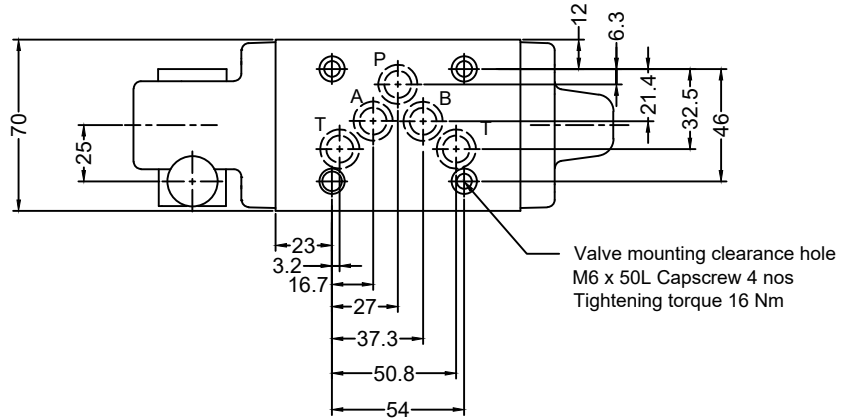 12
6.3
P
A
B
T
T
70
25
21.4
32.5
46
23
3.2
16.7
27
37.3
50.8
54
Valve mounting clearance hole
M6 x 50L Capscrew 4 nos
Tightening torque 16 Nm